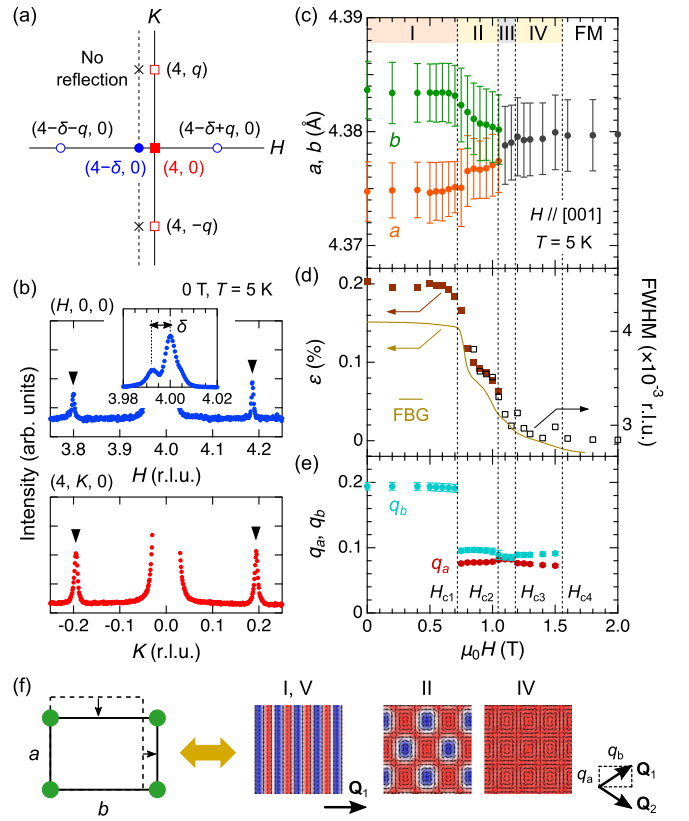 (a)
K
No
reflection
(4, q)
(4−δ−q, 0)
(4−δ+q, 0)
H
(4−δ, 0)
(4, 0)
(4, −q)
(b)
0 T, T = 5 K
(H, 0, 0)
δ
3.98 4.00 4.02
3.8 3.9 4.0 4.1 4.2
H (r.l.u.)
Intensity (arb. units)
(4, K, 0)
-0.2 -0.1 0.0 0.1 0.2
K (r.l.u.)
(c)
4.39
I II III IV FM
4.38
a, b (Å)
b
a
H // [001]
T = 5 K
4.37
(d)
0.2
0.1
0
ε (%)
FBG
4
3
FWHM (×10⁻³ r.l.u.)
(e)
0.2
0.1
0
qa, qb
qb
qa
Hc1 Hc2 Hc3 Hc4
0.0 0.5 1.0 1.5 2.0
μ0H (T)
(f)
a
b
I, V
II
IV
Q1
qb
qa
Q1
Q2